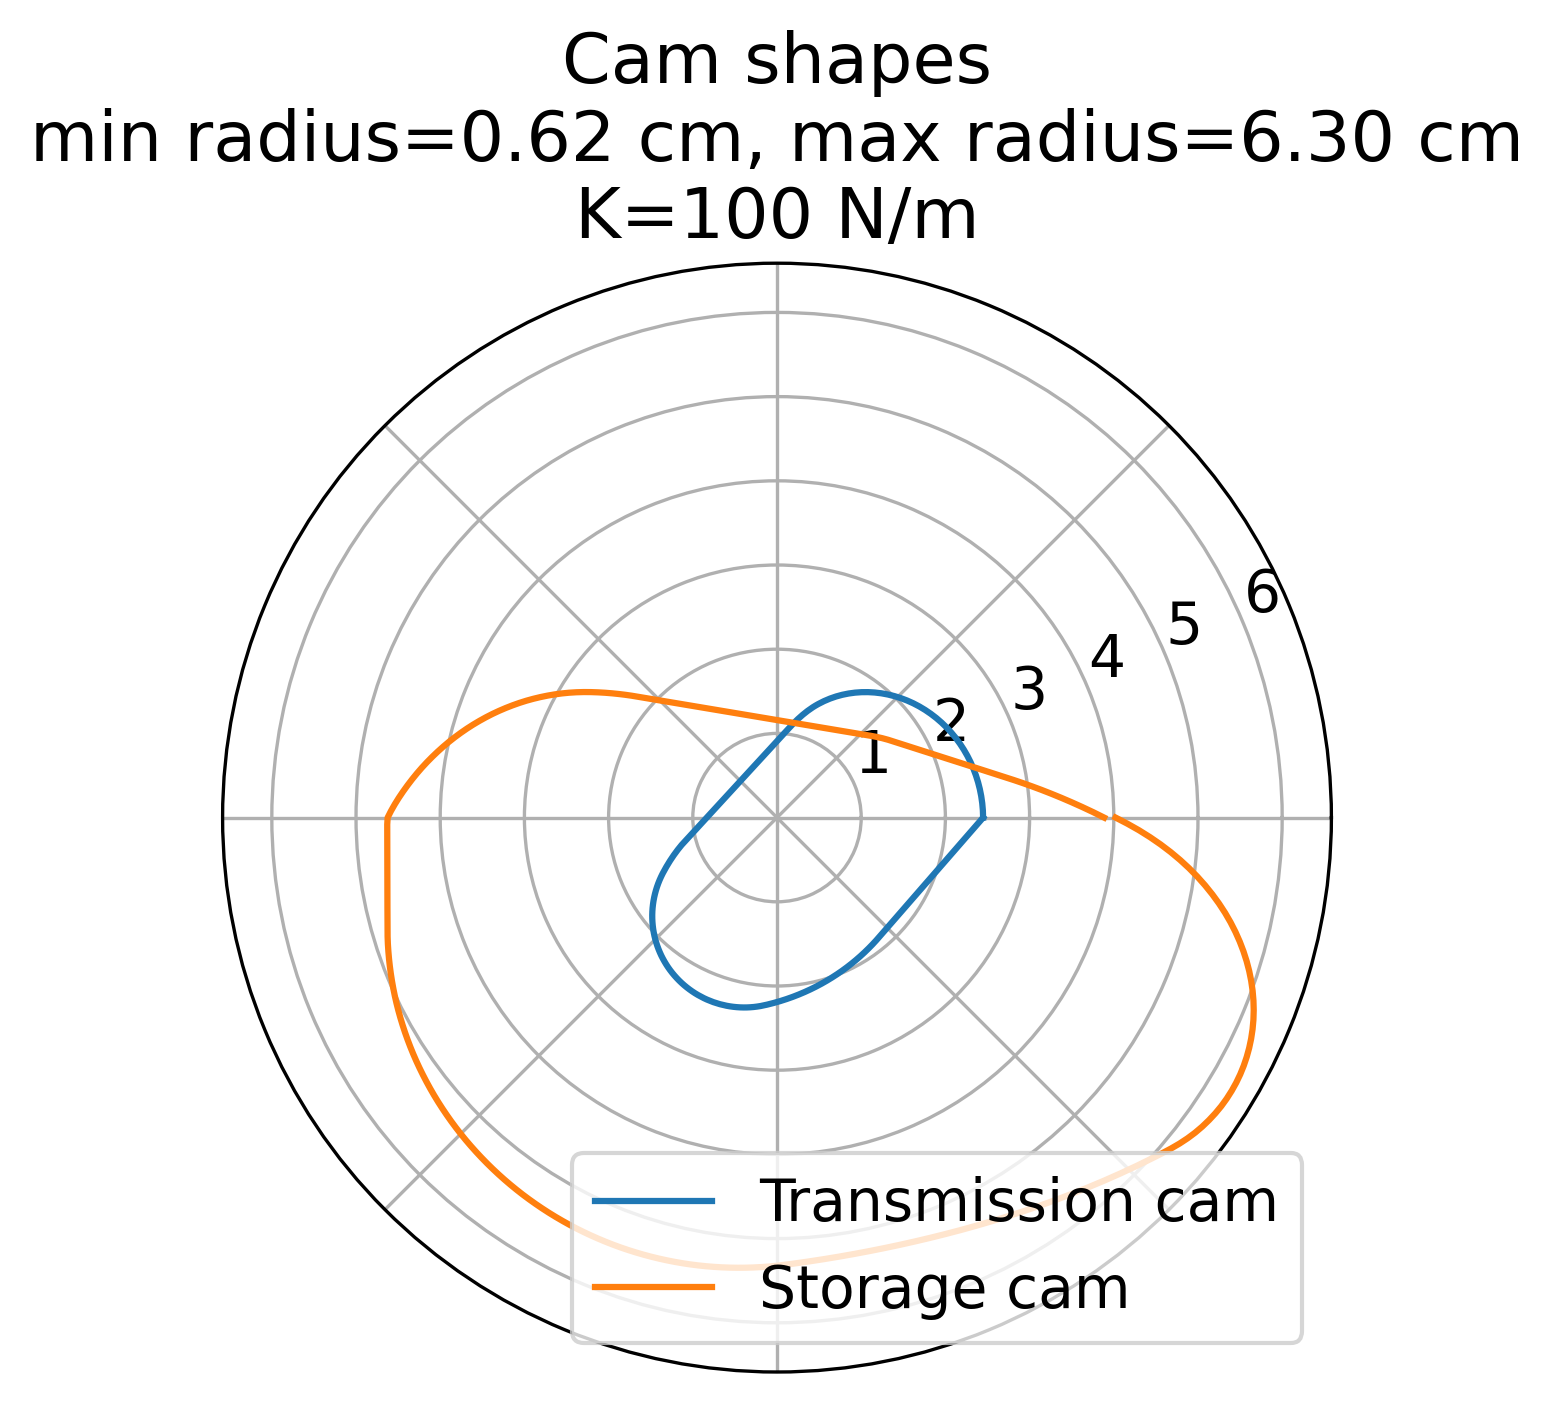 Cam shapes
min radius=0.62 cm, max radius=6.30 cm
K=100 N/m
6
5
4
3
2
1
Transmission cam
Storage cam